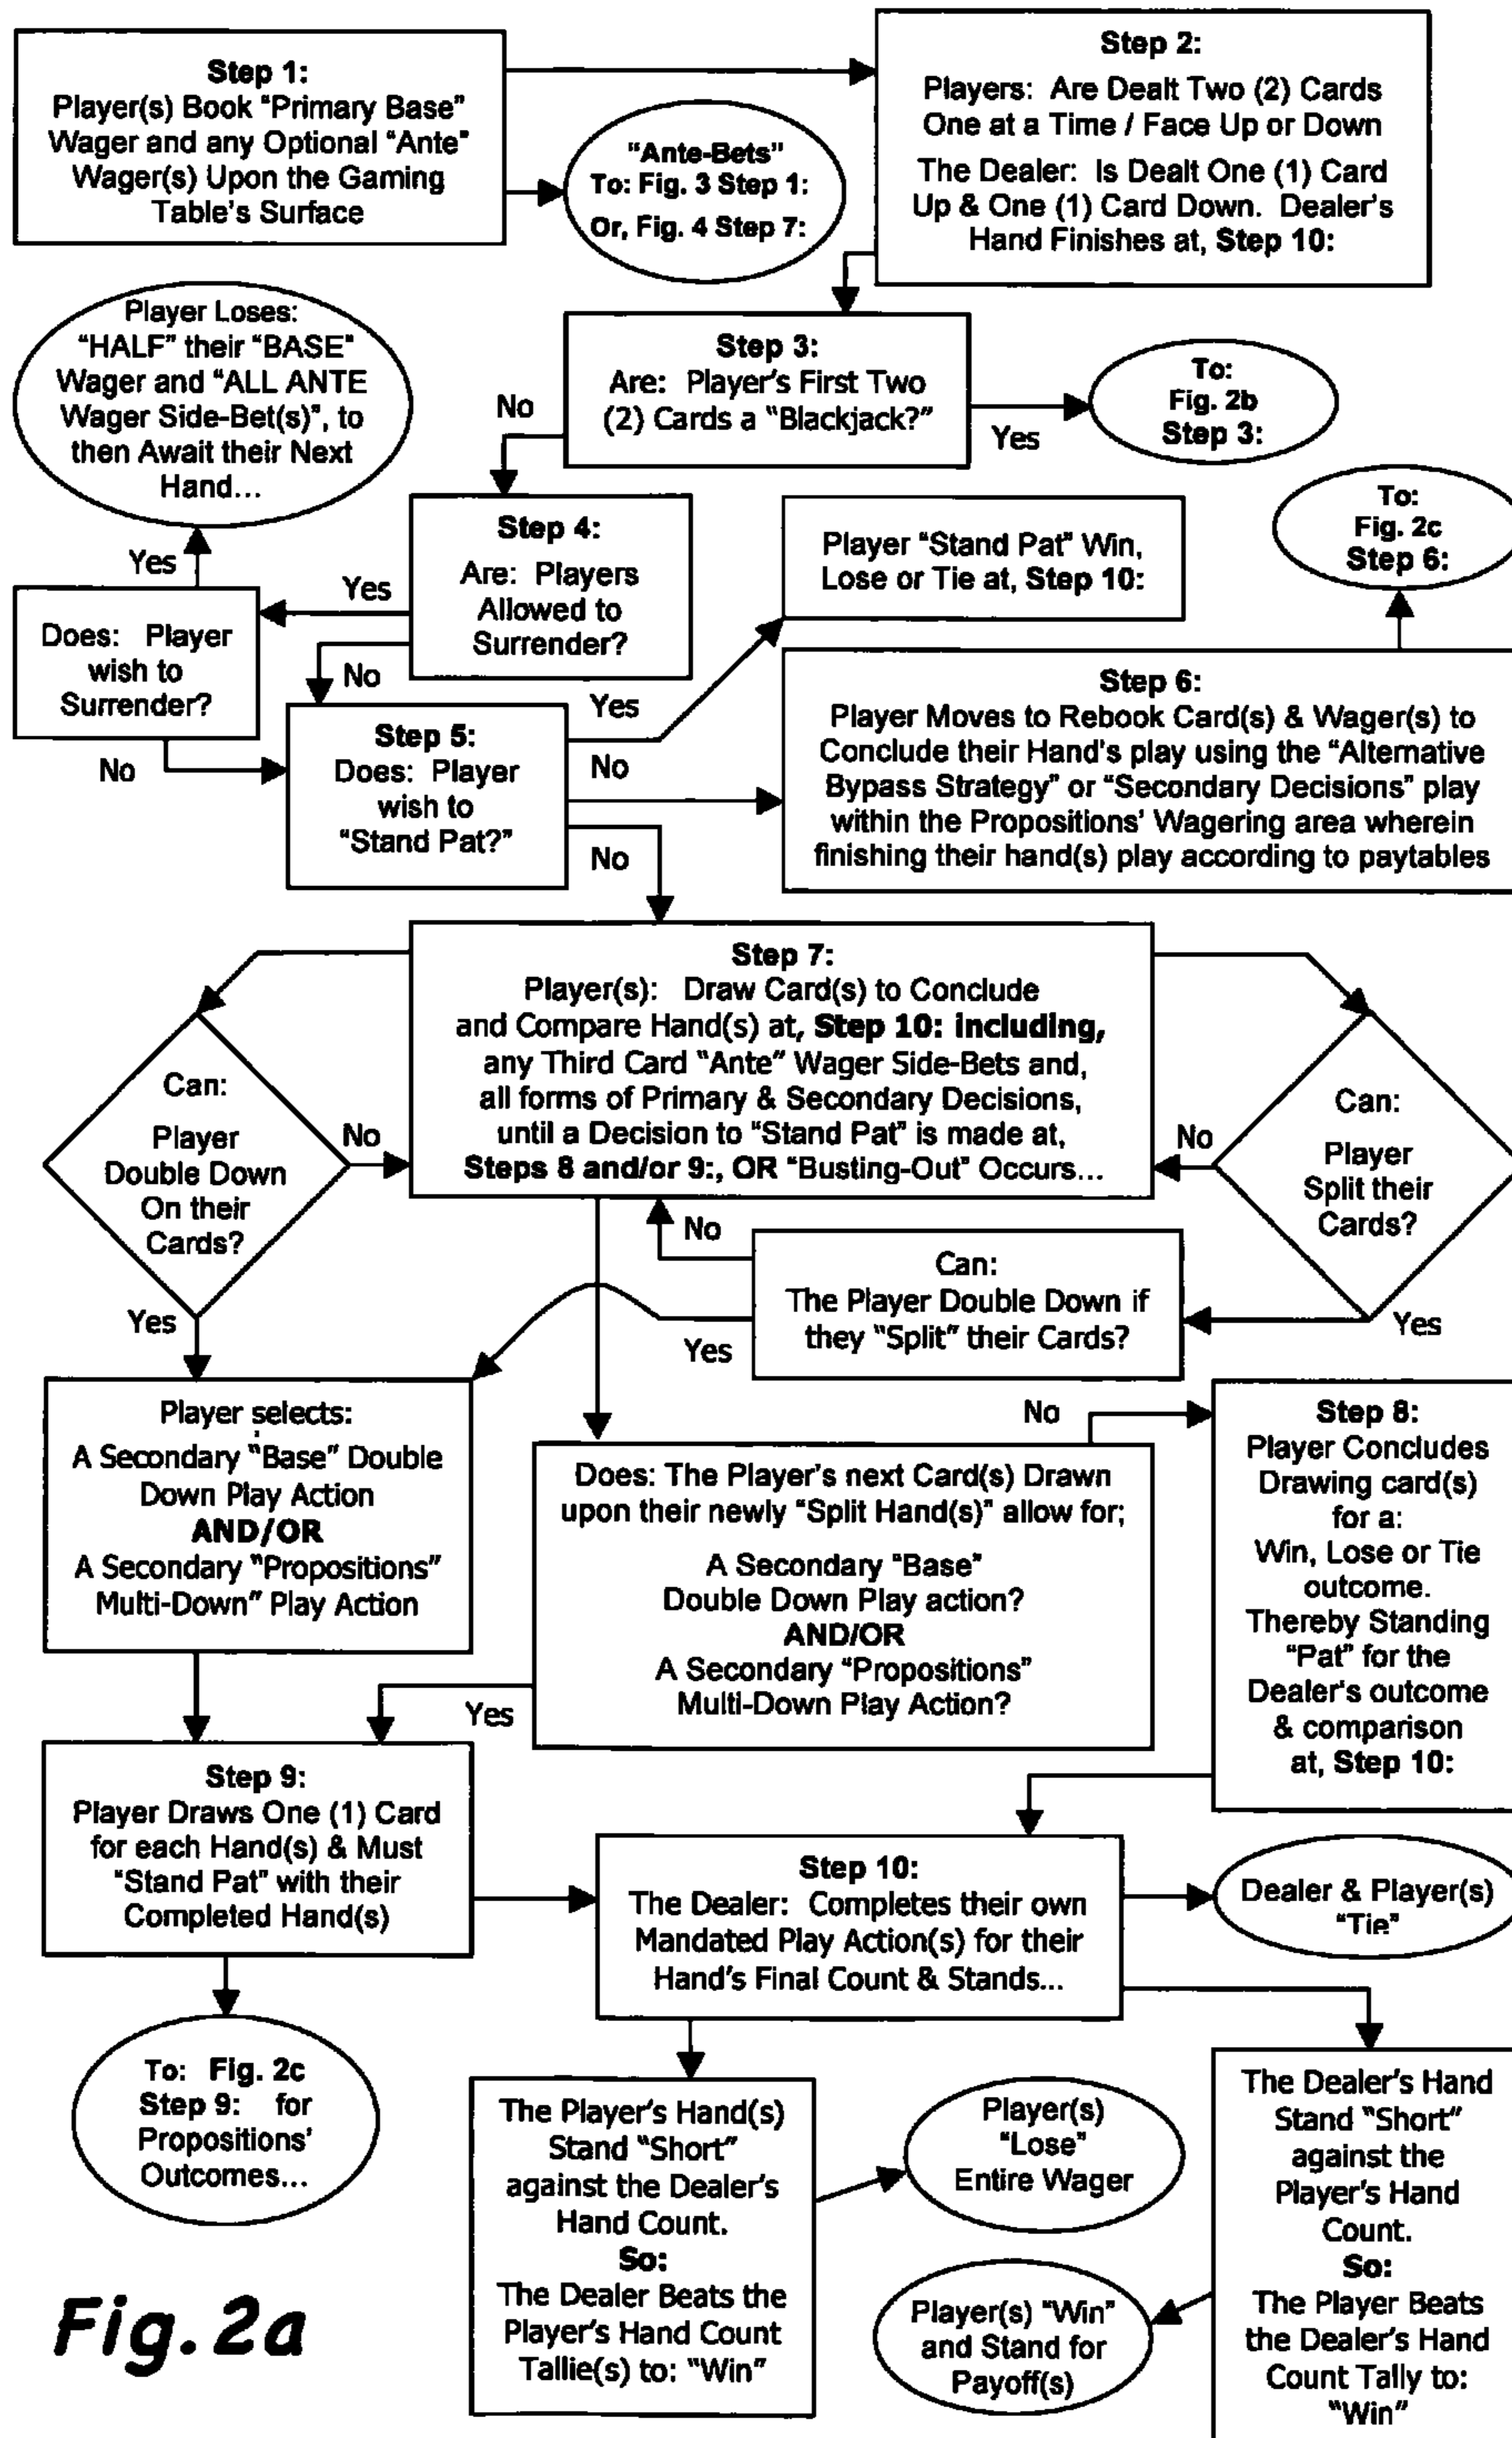 Step 1:
Player(s) Book "Primary Base"
Wager and any Optional "Ante"
Wager(s) Upon the Gaming
Table's Surface
"Ante-Bets"
To: Fig. 3 Step 1:
Or, Fig. 4 Step 7:
Step 2:
Players: Are Dealt Two (2) Cards
One at a Time / Face Up or Down
The Dealer: Is Dealt One (1) Card
Up & One (1) Card Down. Dealer's
Hand Finishes at, Step 10:
Player Loses:
"HALF" their "BASE"
Wager and "ALL ANTE
Wager Side-Bet(s)", to
then Await their Next
Hand...
Step 3:
Are: Player's First Two
(2) Cards a "Blackjack?"
No
Yes
To:
Fig. 2b
Step 3:
Step 4:
Are: Players
Allowed to
Surrender?
Yes
Yes
No
Does: Player
wish to
Surrender?
No
Player "Stand Pat" Win,
Lose or Tie at, Step 10:
To:
Fig. 2c
Step 6:
Step 5:
Does: Player
wish to
"Stand Pat?"
Yes
No
No
Step 6:
Player Moves to Rebook Card(s) & Wager(s) to
Conclude their Hand's play using the "Alternative
Bypass Strategy" or "Secondary Decisions" play
within the Propositions' Wagering area wherein
finishing their hand(s) play according to paytables
Step 7:
Player(s): Draw Card(s) to Conclude
and Compare Hand(s) at, Step 10: including,
any Third Card "Ante" Wager Side-Bets and,
all forms of Primary & Secondary Decisions,
until a Decision to "Stand Pat" is made at,
Steps 8 and/or 9:, OR "Busting-Out" Occurs...
Can:
Player
Double Down
On their
Cards?
No
Yes
Can:
Player
Split their
Cards?
No
Yes
Can:
The Player Double Down if
they "Split" their Cards?
No
Yes
Player selects:
A Secondary "Base" Double
Down Play Action
AND/OR
A Secondary "Propositions"
Multi-Down" Play Action
Does: The Player's next Card(s) Drawn
upon their newly "Split Hand(s)" allow for;
A Secondary "Base"
Double Down Play action?
AND/OR
A Secondary "Propositions"
Multi-Down Play Action?
No
Yes
Step 8:
Player Concludes
Drawing card(s)
for a:
Win, Lose or Tie
outcome.
Thereby Standing
"Pat" for the
Dealer's outcome
& comparison
at, Step 10:
Step 9:
Player Draws One (1) Card
for each Hand(s) & Must
"Stand Pat" with their
Completed Hand(s)
Step 10:
The Dealer: Completes their own
Mandated Play Action(s) for their
Hand's Final Count & Stands...
Dealer & Player(s)
"Tie"
To: Fig. 2c
Step 9: for
Propositions'
Outcomes...
The Player's Hand(s)
Stand "Short"
against the Dealer's
Hand Count.
So:
The Dealer Beats the
Player's Hand Count
Tallie(s) to: "Win"
Player(s)
"Lose"
Entire Wager
Player(s) "Win"
and Stand for
Payoff(s)
The Dealer's Hand
Stand "Short"
against the
Player's Hand
Count.
So:
The Player Beats
the Dealer's Hand
Count Tally to:
"Win"
Fig. 2a